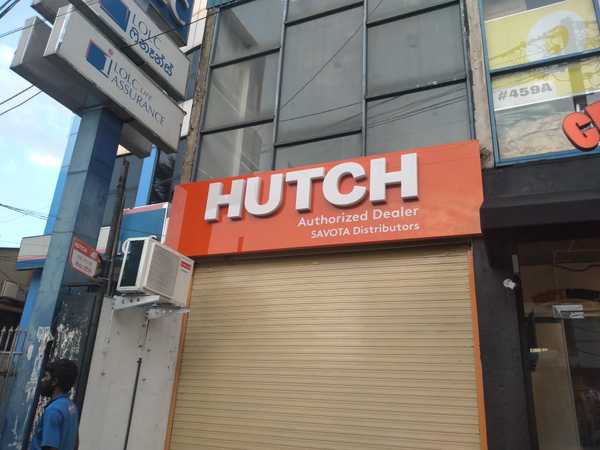 LOLC
ෆිනෑන්ස්
LOLC LIFE
ASSURANCE
HUTCH
Authorized Dealer
SAVOTA Distributors
#459A